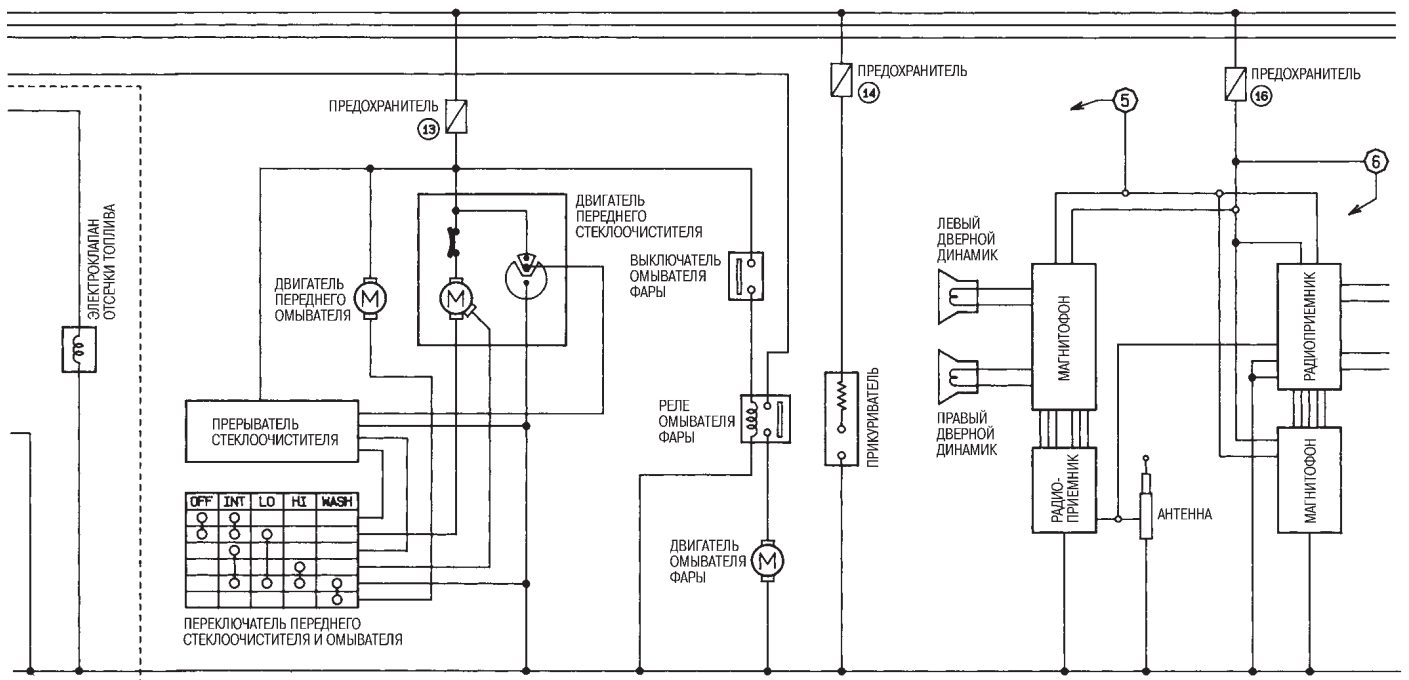 ПРЕДОХРАНИТЕЛЬ
13
ПРЕДОХРАНИТЕЛЬ
14
5
ПРЕДОХРАНИТЕЛЬ
16
6
ЭЛЕКТРОКЛАПАН
ОТСЕЧКИ ТОПЛИВА
ДВИГАТЕЛЬ
ПЕРЕДНЕГО
ОМЫВАТЕЛЯ
M
M
ДВИГАТЕЛЬ
ПЕРЕДНЕГО
СТЕКЛООЧИСТИТЕЛЯ
ВЫКЛЮЧАТЕЛЬ
ОМЫВАТЕЛЯ
ФАРЫ
ЛЕВЫЙ
ДВЕРНОЙ
ДИНАМИК
МАГНИТОФОН
РАДИОПРИЕМНИК
ПРЕРЫВАТЕЛЬ
СТЕКЛООЧИСТИТЕЛЯ
РЕЛЕ
ОМЫВАТЕЛЯ
ФАРЫ
ПРИКУРИВАТЕЛЬ
ПРАВЫЙ
ДВЕРНОЙ
ДИНАМИК
OFF INT LO HI WASH
ПЕРЕКЛЮЧАТЕЛЬ ПЕРЕДНЕГО
СТЕКЛООЧИСТИТЕЛЯ И ОМЫВАТЕЛЯ
ДВИГАТЕЛЬ
ОМЫВАТЕЛЯ
ФАРЫ
M
РАДИО-
ПРИЕМНИК
АНТЕННА
МАГНИТОФОН